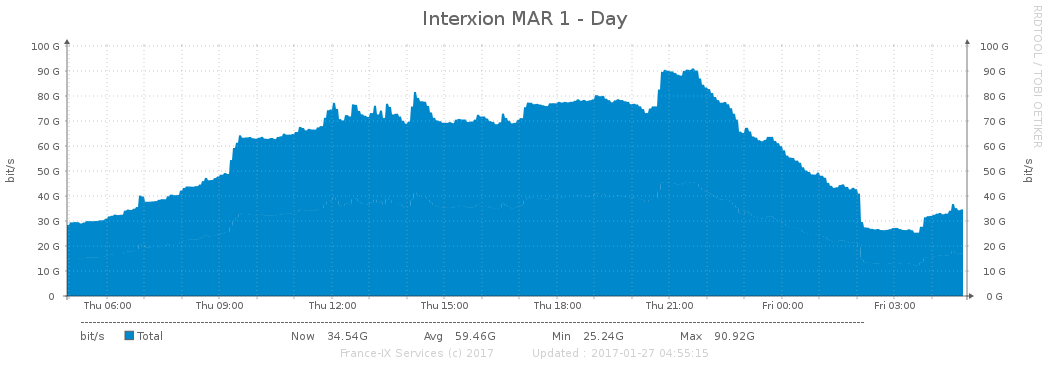 Interxion MAR 1 - Day
RRDTOOL / TOBI OETIKER
100 G 100 G
90 G 90 G
80 G 80 G
70 G 70 G
60 G 60 G
50 G 50 G
40 G 40 G
30 G 30 G
20 G 20 G
10 G 10 G
0 0 G
bit/s
bit/s
Thu 06:00 Thu 09:00 Thu 12:00 Thu 15:00 Thu 18:00 Thu 21:00 Fri 00:00 Fri 03:00
bit/s Total Now 34.54G Avg 59.46G Min 25.24G Max 90.92G
France-IX Services (c) 2017 Updated : 2017-01-27 04:55:15